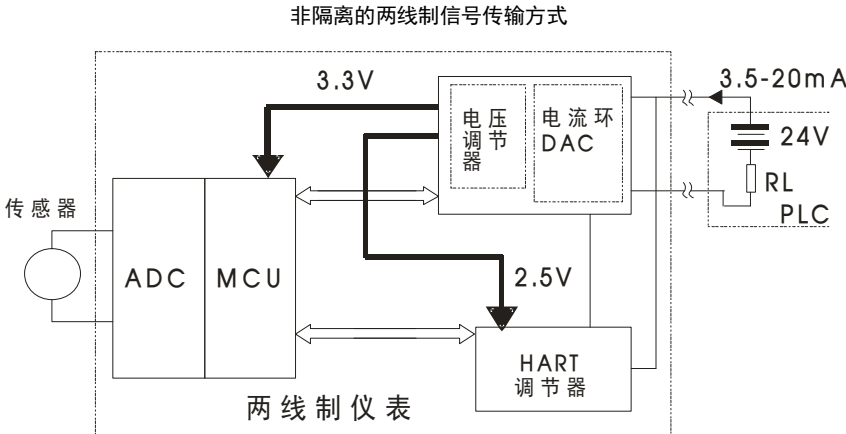 非隔离的两线制信号传输方式
3.3V
3.5-20mA
电压
调节
器
电流环
DAC
24V
RL
PLC
传感器
ADC
MCU
2.5V
HART
调节器
两线制仪表